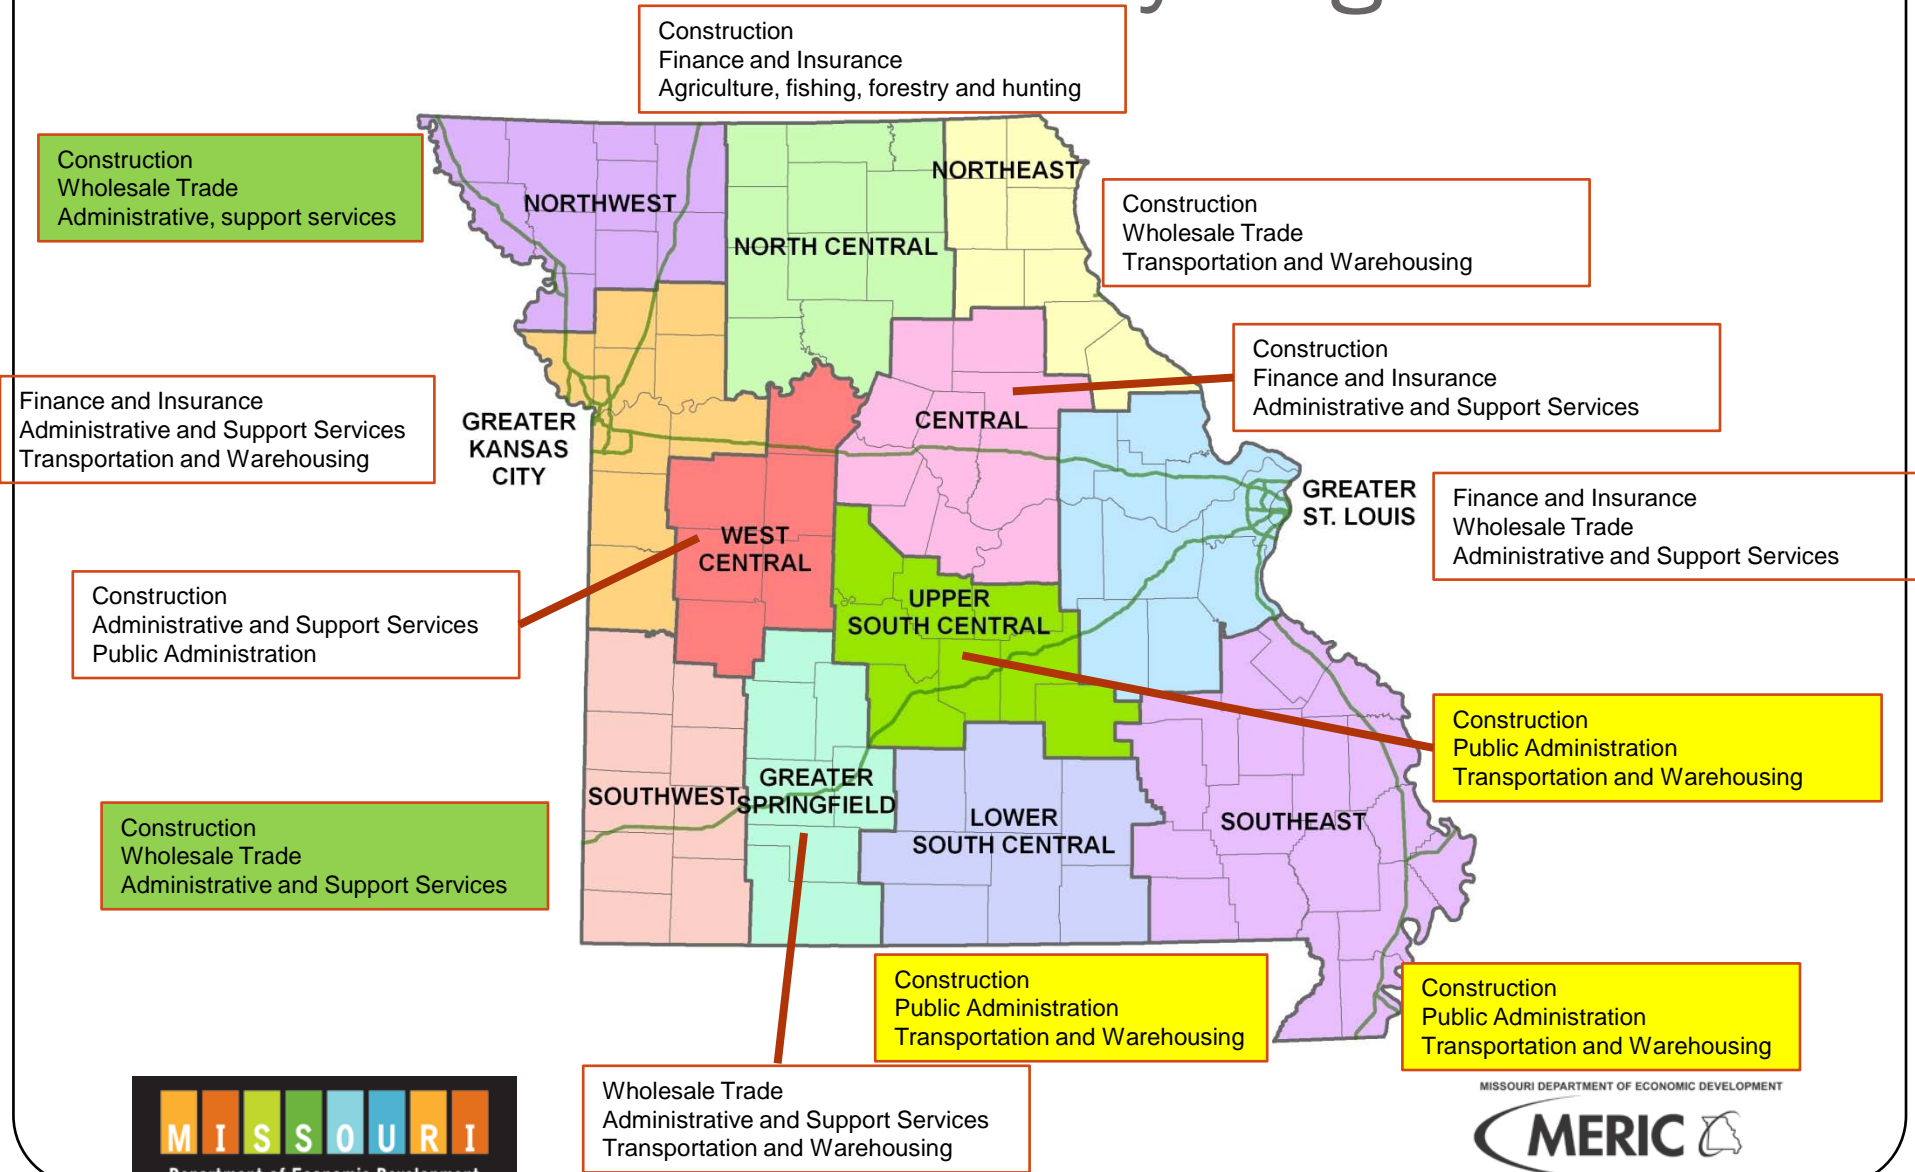 Construction
Finance and Insurance
Agriculture, fishing, forestry and hunting
Construction
Wholesale Trade
Administrative, support services
NORTHWEST
NORTH CENTRAL
NORTHEAST
Construction
Wholesale Trade
Transportation and Warehousing
Construction
Finance and Insurance
Administrative and Support Services
Finance and Insurance
Administrative and Support Services
Transportation and Warehousing
GREATER
KANSAS
CITY
CENTRAL
GREATER
ST. LOUIS
Finance and Insurance
Wholesale Trade
Administrative and Support Services
WEST
CENTRAL
Construction
Administrative and Support Services
Public Administration
UPPER
SOUTH CENTRAL
Construction
Public Administration
Transportation and Warehousing
SOUTHWEST
GREATER
SPRINGFIELD
LOWER
SOUTH CENTRAL
SOUTHEAST
Construction
Wholesale Trade
Administrative and Support Services
Construction
Public Administration
Transportation and Warehousing
Construction
Public Administration
Transportation and Warehousing
Wholesale Trade
Administrative and Support Services
Transportation and Warehousing
MISSOURI
Department of Economic Development
MISSOURI DEPARTMENT OF ECONOMIC DEVELOPMENT
MERIC